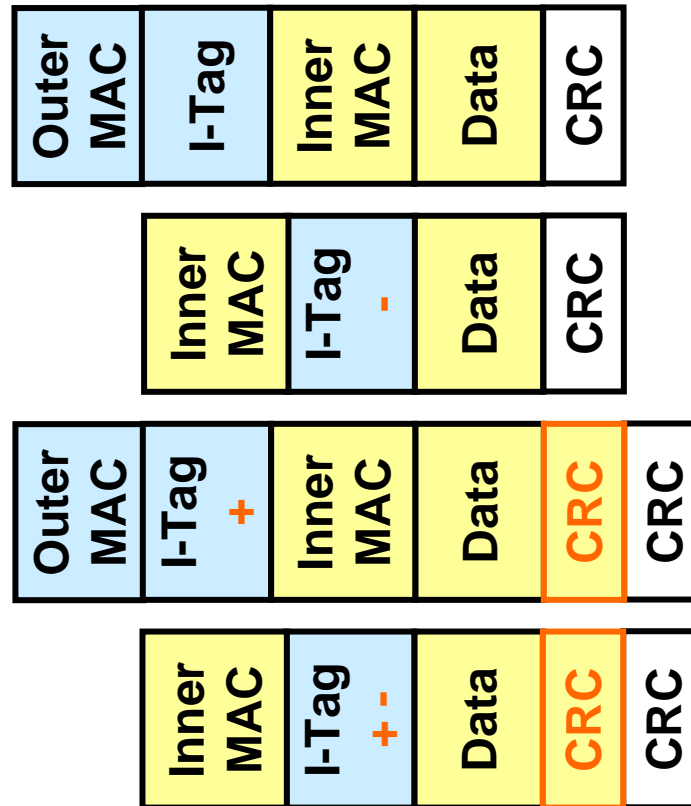 Outer
MAC
I-Tag
Inner
MAC
Data
CRC
Inner
MAC
I-Tag
-
Data
CRC
Outer
MAC
I-Tag
+
Inner
MAC
Data
CRC
CRC
Inner
MAC
I-Tag
+ -
Data
CRC
CRC